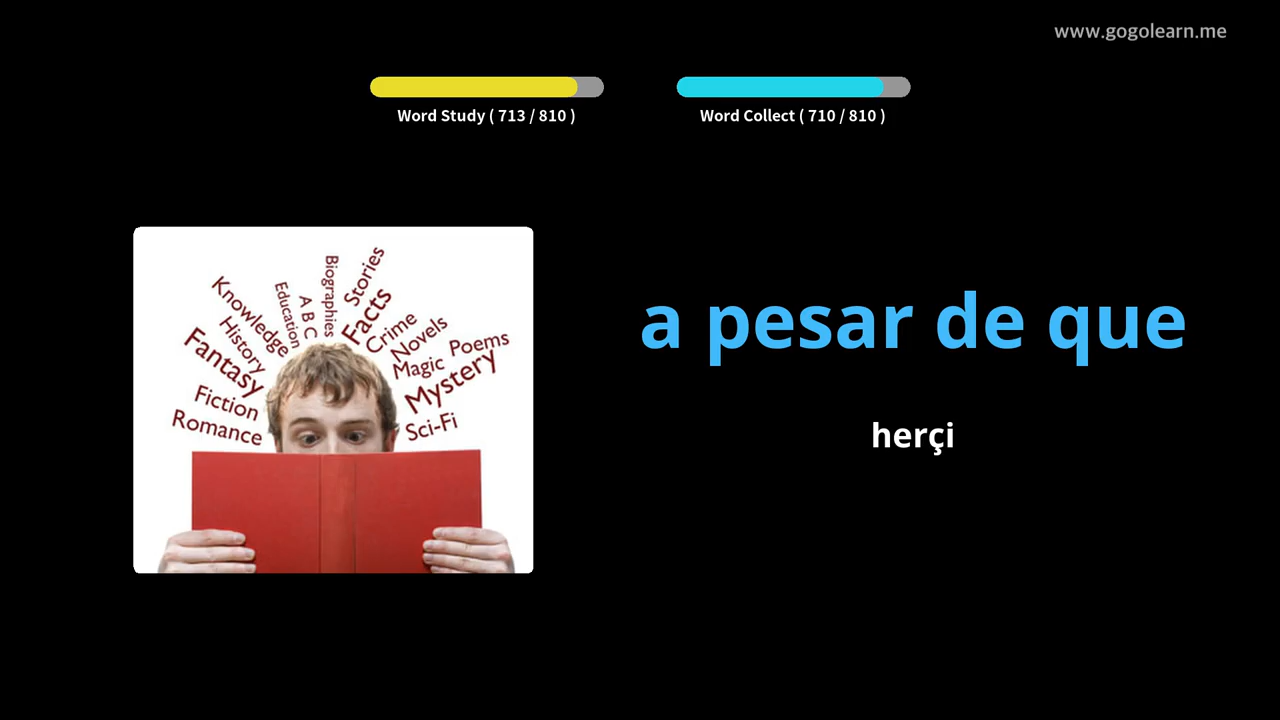 www.gogolearn.me
Word Study ( 713 / 810 )
Word Collect ( 710 / 810 )
Knowledge
History
Fantasy
Fiction
Romance
Education
A B C
Biographies
Stories
Facts
Crime
Novels
Magic
Poems
Mystery
Sci-Fi
a pesar de que
herçi